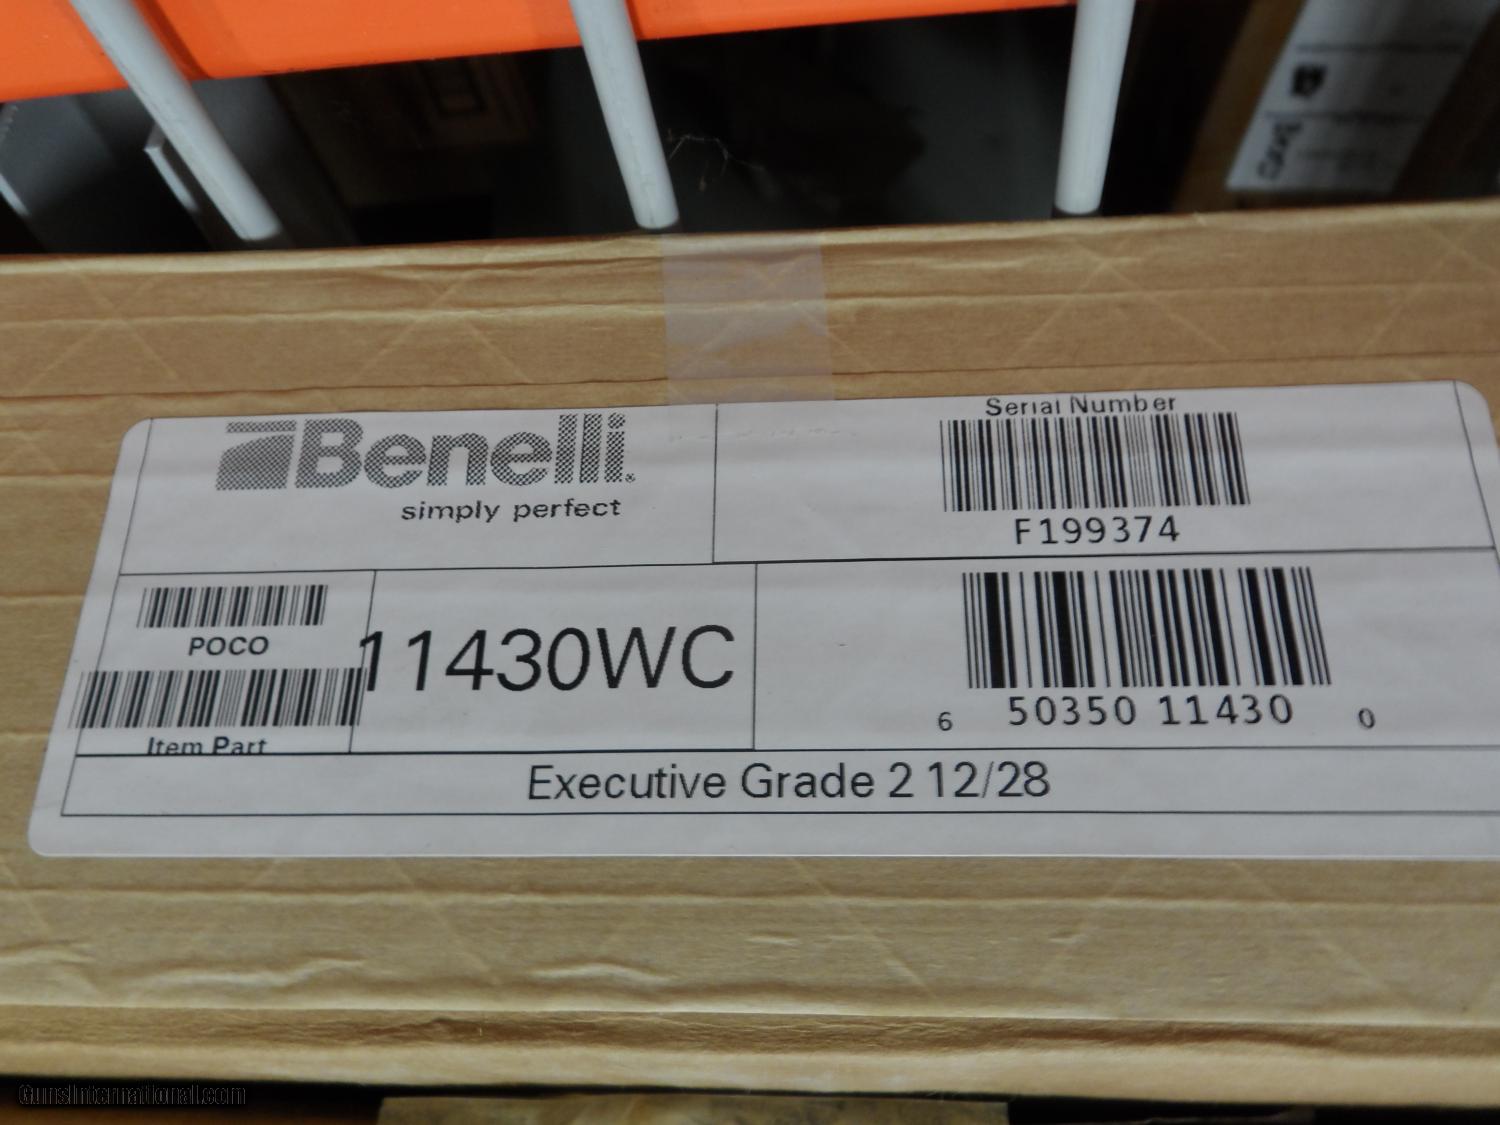 Benelli
simply perfect
Serial Number
F199374
POCO
Item Part
11430WC
6 50350 11430 0
Executive Grade 2 12/28
GunsInternational.com